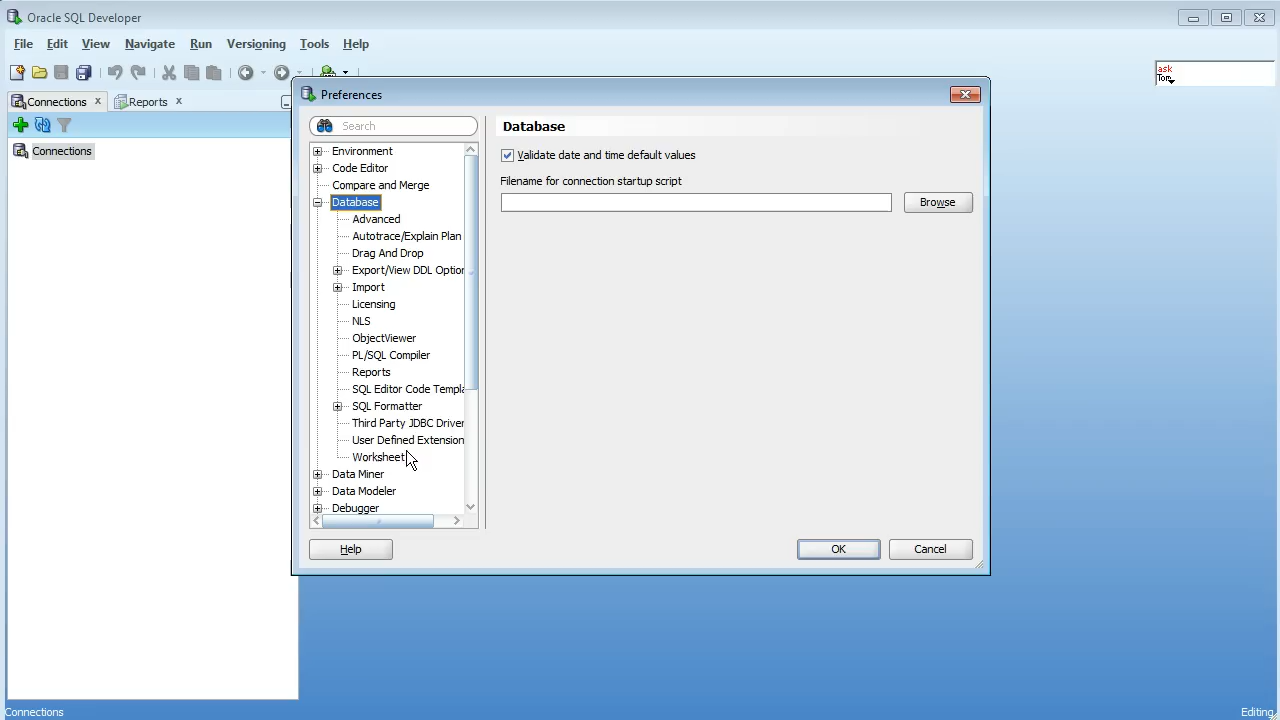 Oracle SQL Developer
File Edit View Navigate Run Versioning Tools Help
ask
Tom
Connections x Reports x
Connections
Preferences
Search
Environment
Code Editor
Compare and Merge
Database
Advanced
Autotrace/Explain Plan
Drag And Drop
Export/View DDL Option
Import
Licensing
NLS
ObjectViewer
PL/SQL Compiler
Reports
SQL Editor Code Templa
SQL Formatter
Third Party JDBC Driver
User Defined Extension
Worksheet
Data Miner
Data Modeler
Debugger
Database
Validate date and time default values
Filename for connection startup script
Browse
Help
OK
Cancel
Connections
Editing